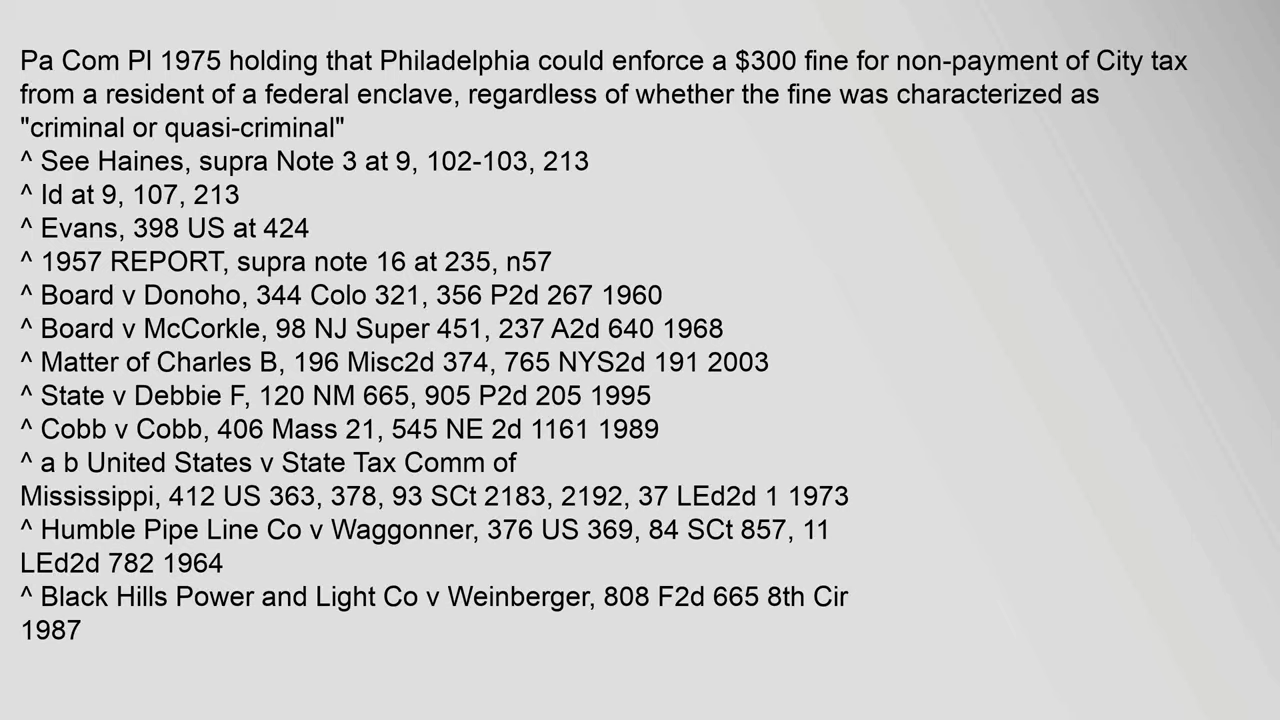 Pa Com Pl 1975 holding that Philadelphia could enforce a $300 fine for non-payment of City tax
from a resident of a federal enclave, regardless of whether the fine was characterized as
"criminal or quasi-criminal"
^ See Haines, supra Note 3 at 9, 102-103, 213
^ Id at 9, 107, 213
^ Evans, 398 US at 424
^ 1957 REPORT, supra note 16 at 235, n57
^ Board v Donoho, 344 Colo 321, 356 P2d 267 1960
^ Board v McCorkle, 98 NJ Super 451, 237 A2d 640 1968
^ Matter of Charles B, 196 Misc2d 374, 765 NYS2d 191 2003
^ State v Debbie F, 120 NM 665, 905 P2d 205 1995
^ Cobb v Cobb, 406 Mass 21, 545 NE 2d 1161 1989
^ a b United States v State Tax Comm of
Mississippi, 412 US 363, 378, 93 SCt 2183, 2192, 37 LEd2d 1 1973
^ Humble Pipe Line Co v Waggonner, 376 US 369, 84 SCt 857, 11
LEd2d 782 1964
^ Black Hills Power and Light Co v Weinberger, 808 F2d 665 8th Cir
1987